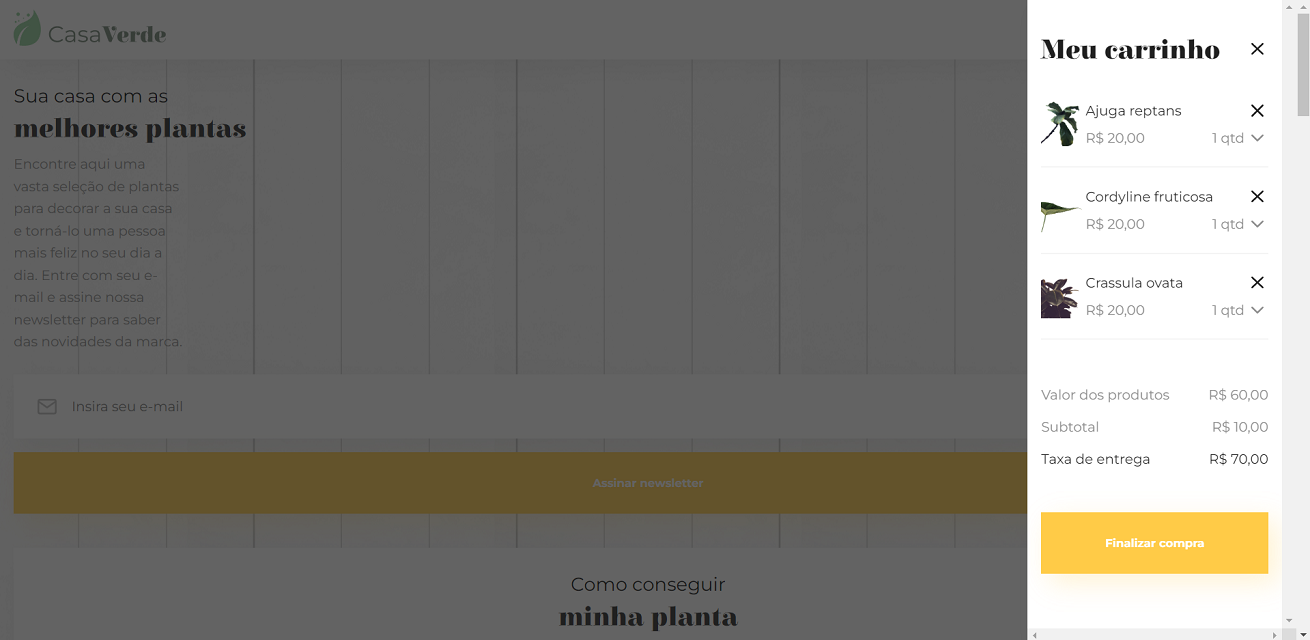 CasaVerde
Sua casa com as
melhores plantas
Encontre aqui uma
vasta seleção de plantas
para decorar a sua casa
e torná-lo uma pessoa
mais feliz no seu dia a
dia. Entre com seu e-
mail e assine nossa
newsletter para saber
das novidades da marca.
Insira seu e-mail
Assinar newsletter
Como conseguir
minha planta
Meu carrinho
Ajuga reptans
R$ 20,00 1 qtd
Cordyline fruticosa
R$ 20,00 1 qtd
Crassula ovata
R$ 20,00 1 qtd
Valor dos produtos R$ 60,00
Subtotal R$ 10,00
Taxa de entrega R$ 70,00
Finalizar compra